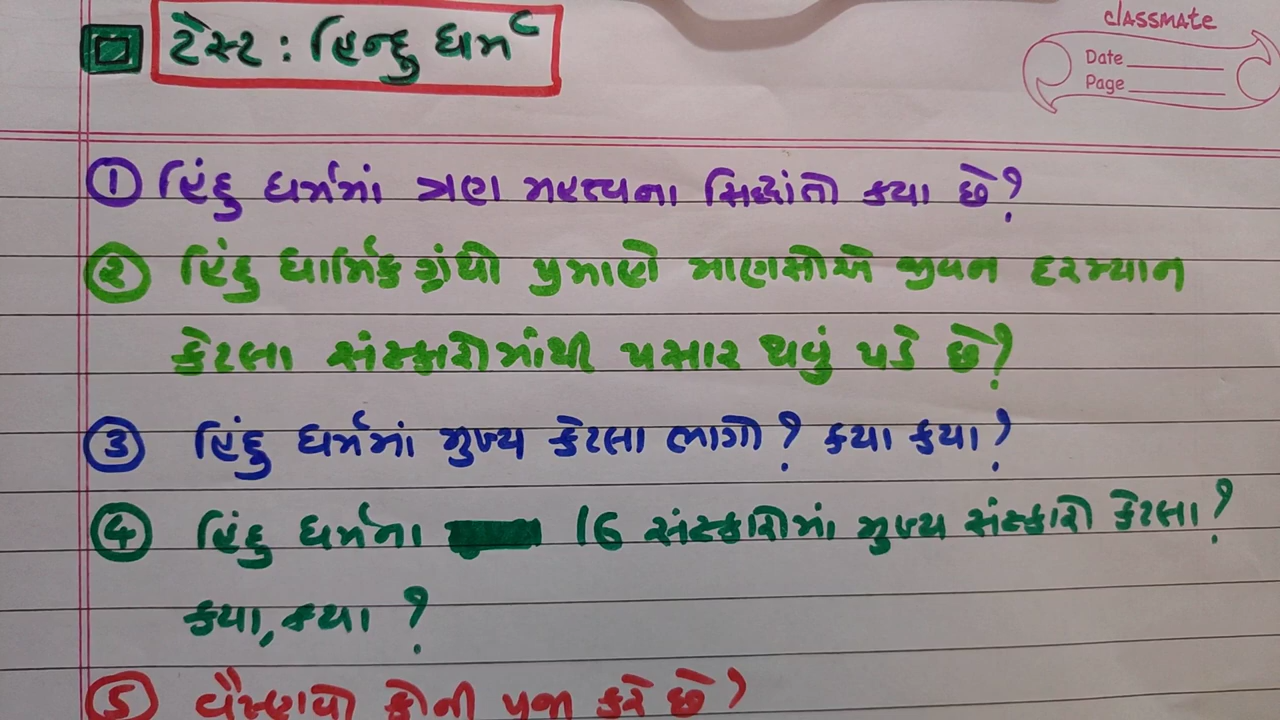 ટેસ્ટ : હિન્દુ ધર્મ
classmate
Date
Page
① હિંદુ ધર્મમાં ત્રણ મહત્વના સિદ્ધાંતો કયા છે?
② હિંદુ ધાર્મિક ગ્રંથો પ્રમાણે માણસોએ જીવન દરમ્યાન
કેટલા સંસ્કારોમાંથી પસાર થવું પડે છે?
③ હિંદુ ધર્મમાં મુખ્ય કેટલા ભાગો? કયા કયા?
④ હિંદુ ધર્મના 16 સંસ્કારોમાં મુખ્ય સંસ્કારો કેટલા?
કયા, કયા ?
⑤ વૈષ્ણવો કોની પૂજા કરે છે?